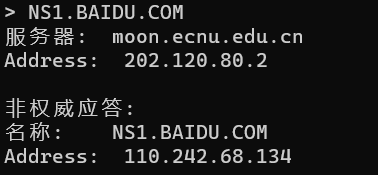 > NS1.BAIDU.COM
服务器:  moon.ecnu.edu.cn
Address:  202.120.80.2
非权威应答:
名称:    NS1.BAIDU.COM
Address:  110.242.68.134